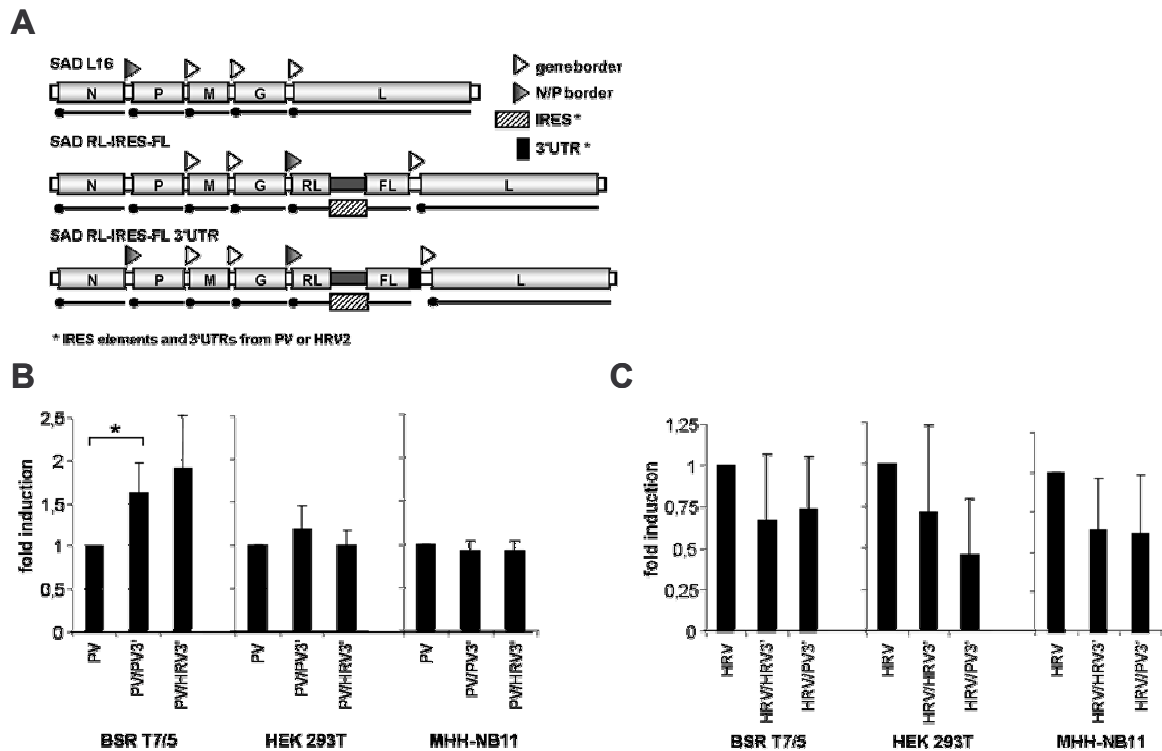 A
SAD L16
N P M G L
geneborder
N/P border
IRES *
3'UTR *
SAD RL-IRES-FL
N P M G RL FL L
SAD RL-IRES-FL 3'UTR
N P M G RL FL L
* IRES elements and 3'UTRs from PV or HRV2
B
fold induction
2,5
2
1,5
1
0,5
0
*
PV PV/PV3' PV/HRV3'
PV PV/PV3' PV/HRV3'
PV PV/PV3' PV/HRV3'
BSR T7/5 HEK 293T MHH-NB11
C
fold induction
1,25
1
0,75
0,5
0,25
0
HRV HRV/HRV3' HRV/PV3'
HRV HRV/HRV3' HRV/PV3'
HRV HRV/HRV3' HRV/PV3'
BSR T7/5 HEK 293T MHH-NB11